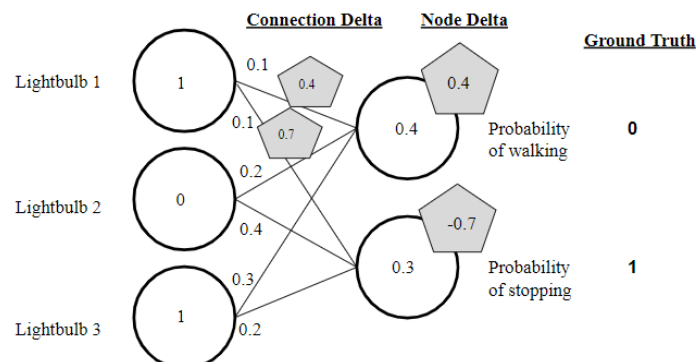 Connection Delta Node Delta
Ground Truth
Lightbulb 1
1
0.1
0.4
0.4
0.4
0.1
0.7
Probability
of walking
0
Lightbulb 2
0
0.2
0.4
-0.7
0.3
Probability
of stopping
1
Lightbulb 3
1
0.3
0.2